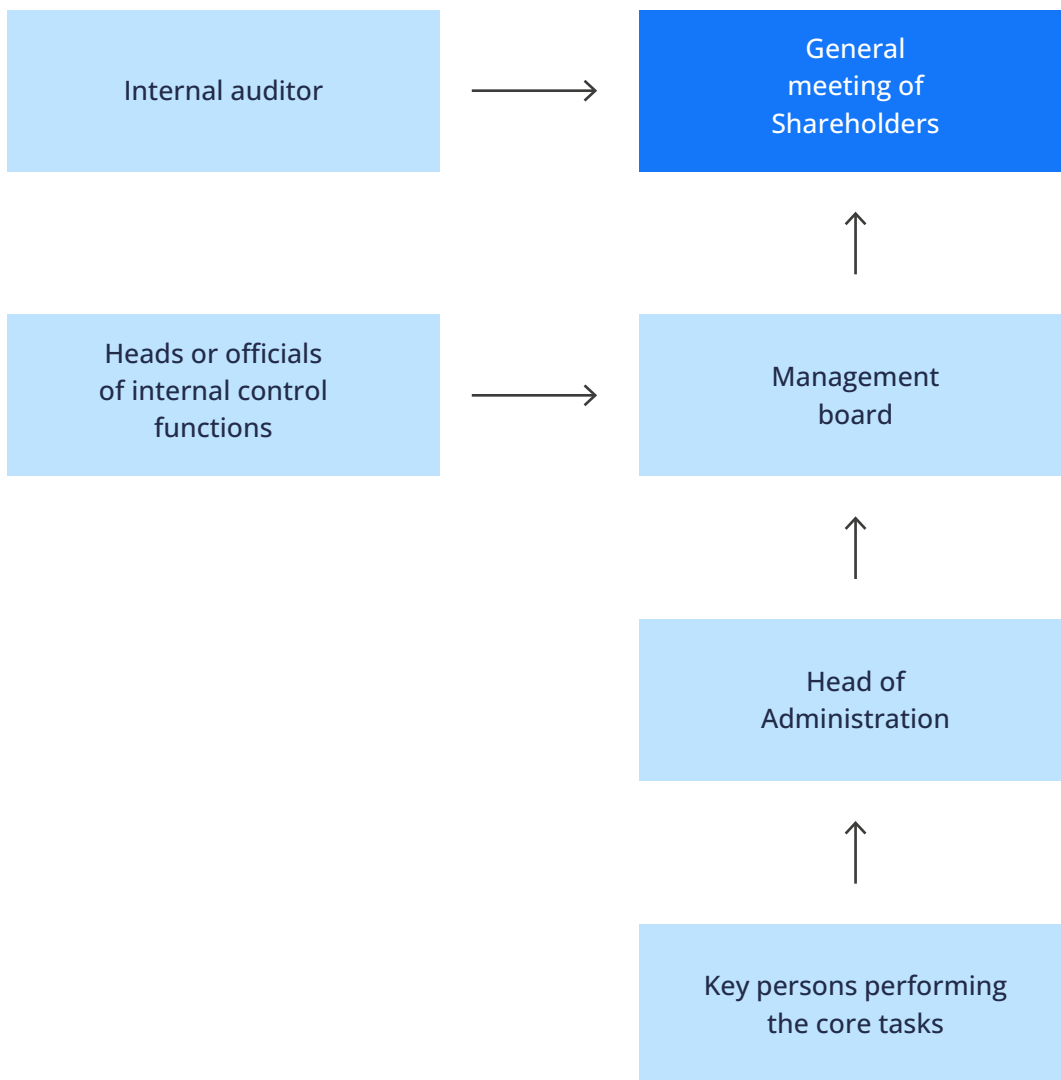 Internal auditor
General
meeting of
Shareholders
Heads or officials
of internal control
functions
Management
board
Head of
Administration
Key persons performing
the core tasks